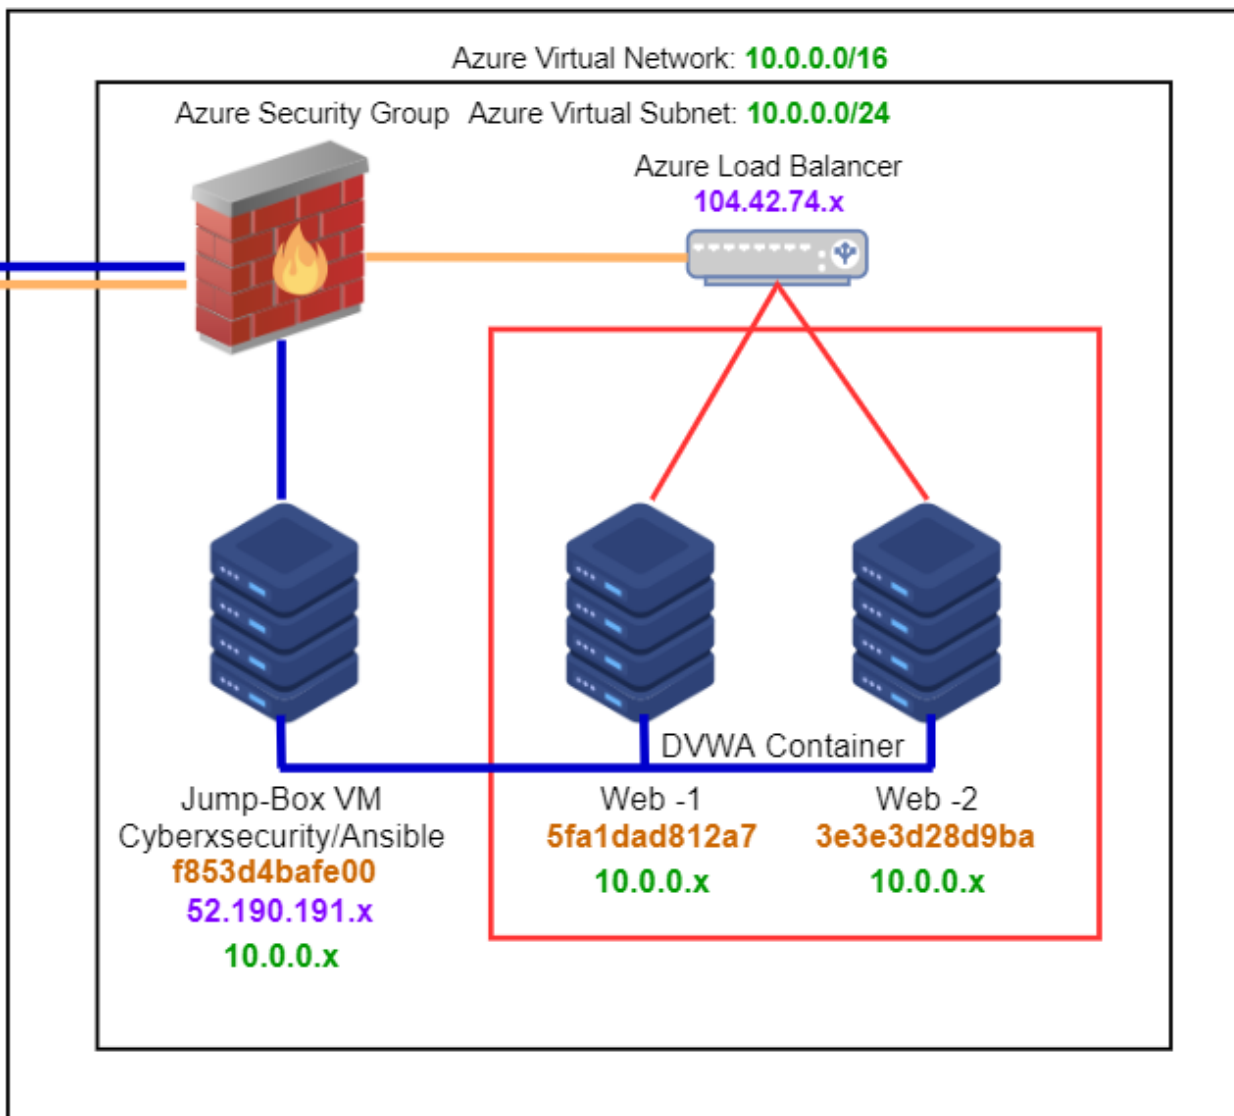 Azure Virtual Network: 10.0.0.0/16
Azure Security Group Azure Virtual Subnet: 10.0.0.0/24
Azure Load Balancer
104.42.74.x
DVWA Container
Jump-Box VM
Cyberxsecurity/Ansible
f853d4bafe00
52.190.191.x
10.0.0.x
Web -1
5fa1dad812a7
10.0.0.x
Web -2
3e3e3d28d9ba
10.0.0.x